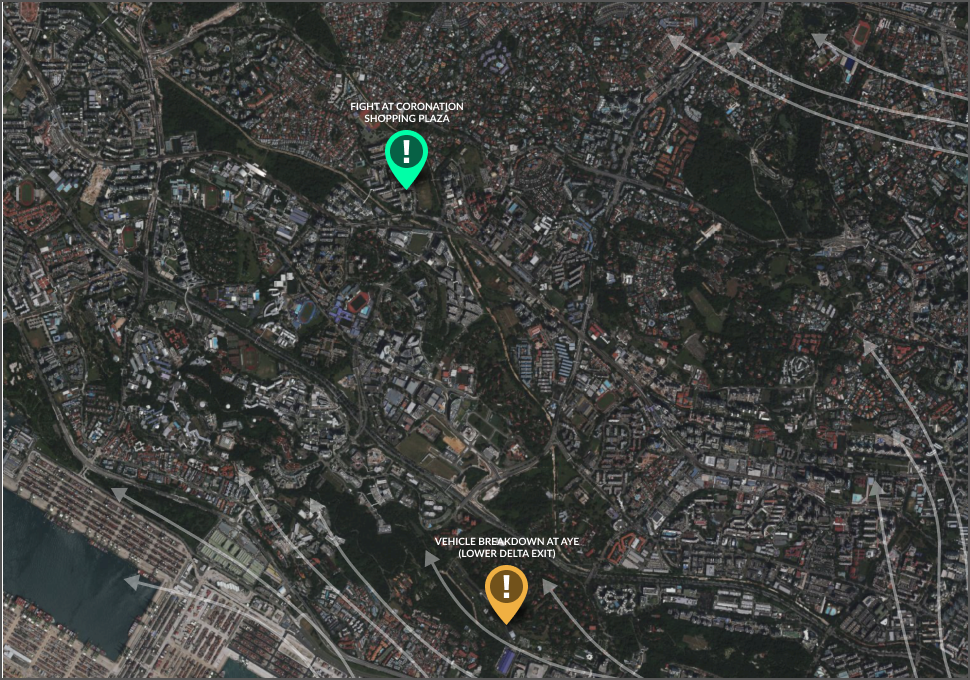 FIGHT AT CORONATION
SHOPPING PLAZA
!
VEHICLE BREAKDOWN AT AYE
(LOWER DELTA EXIT)
!